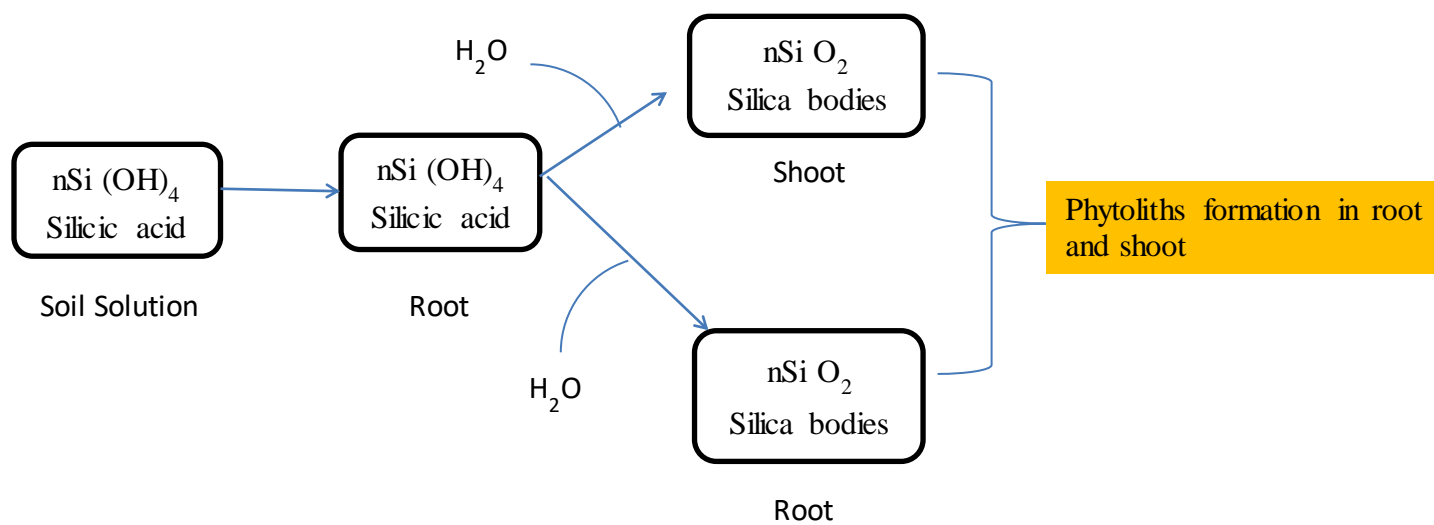 nSi (OH)₄
Silicic acid
Soil Solution
nSi (OH)₄
Silicic acid
Root
H₂O
H₂O
nSi O₂
Silica bodies
Shoot
nSi O₂
Silica bodies
Root
Phytoliths formation in root
and shoot